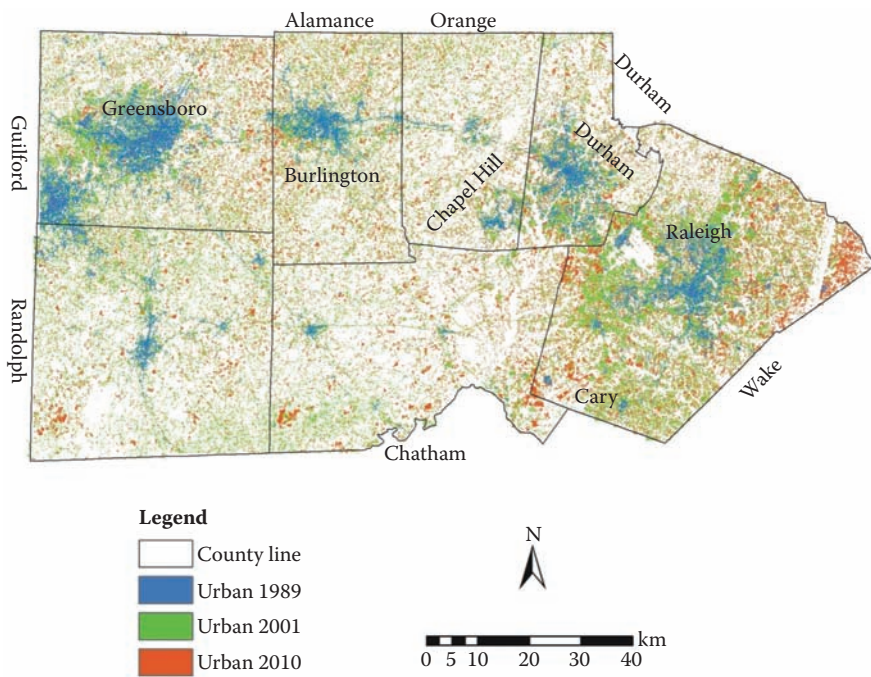 Alamance
Orange
Durham
Greensboro
Guilford
Durham
Burlington
Chapel Hill
Raleigh
Randolph
Wake
Cary
Chatham
Legend
County line
Urban 1989
Urban 2001
Urban 2010
N
km
0 5 10 20 30 40